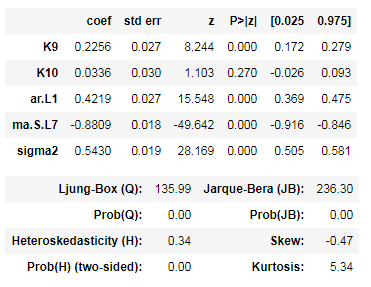 coef std err z P>|z| [0.025 0.975]
K9 0.2256 0.027 8.244 0.000 0.172 0.279
K10 0.0336 0.030 1.103 0.270 -0.026 0.093
ar.L1 0.4219 0.027 15.548 0.000 0.369 0.475
ma.S.L7 -0.8809 0.018 -49.642 0.000 -0.916 -0.846
sigma2 0.5430 0.019 28.169 0.000 0.505 0.581
Ljung-Box (Q): 135.99 Jarque-Bera (JB): 236.30
Prob(Q): 0.00 Prob(JB): 0.00
Heteroskedasticity (H): 0.34 Skew: -0.47
Prob(H) (two-sided): 0.00 Kurtosis: 5.34